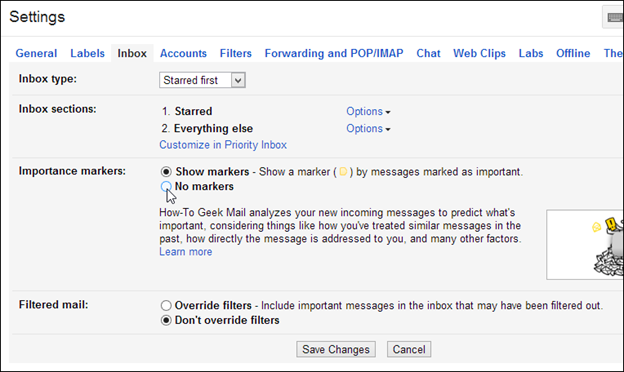 Settings
General Labels Inbox Accounts Filters Forwarding and POP/IMAP Chat Web Clips Labs Offline The
Inbox type: Starred first
Inbox sections: 1. Starred Options
2. Everything else Options
Customize in Priority Inbox
Importance markers: Show markers - Show a marker ( ) by messages marked as important.
No markers
How-To Geek Mail analyzes your new incoming messages to predict what's
important, considering things like how you've treated similar messages in the
past, how directly the message is addressed to you, and many other factors.
Learn more
Filtered mail: Override filters - Include important messages in the inbox that may have been filtered out.
Don't override filters
Save Changes Cancel